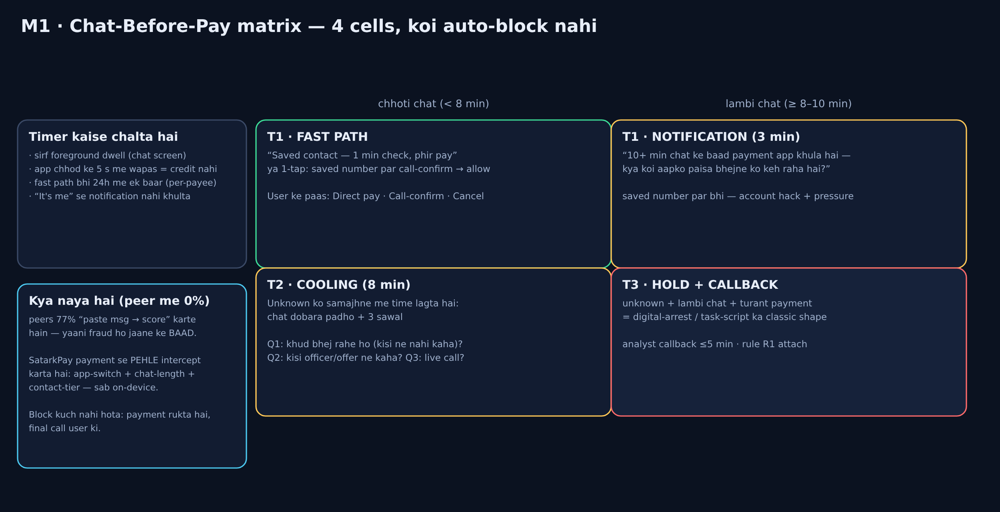 M1 · Chat-Before-Pay matrix — 4 cells, koi auto-block nahi
chhoti chat (< 8 min)
lambi chat (≥ 8–10 min)
Timer kaise chalta hai
· sirf foreground dwell (chat screen)
· app chhod ke 5 s me wapas = credit nahi
· fast path bhi 24h me ek baar (per-payee)
· “It's me” se notification nahi khulta
T1 · FAST PATH
“Saved contact — 1 min check, phir pay”
ya 1-tap: saved number par call-confirm → allow
User ke paas: Direct pay · Call-confirm · Cancel
T1 · NOTIFICATION (3 min)
“10+ min chat ke baad payment app khula hai —
kya koi aapko paisa bhejne ko keh raha hai?”
saved number par bhi — account hack + pressure
Kya naya hai (peer me 0%)
peers 77% “paste msg → score” karte
hain — yaani fraud ho jaane ke BAAD.
SatarkPay payment se PEHLE intercept
karta hai: app-switch + chat-length +
contact-tier — sab on-device.
Block kuch nahi hota: payment rukta hai,
final call user ki.
T2 · COOLING (8 min)
Unknown ko samajhne me time lagta hai:
chat dobara padho + 3 sawal
Q1: khud bhej rahe ho (kisi ne nahi kaha)?
Q2: kisi officer/offer ne kaha? Q3: live call?
T3 · HOLD + CALLBACK
unknown + lambi chat + turant payment
= digital-arrest / task-script ka classic shape
analyst callback ≤5 min · rule R1 attach